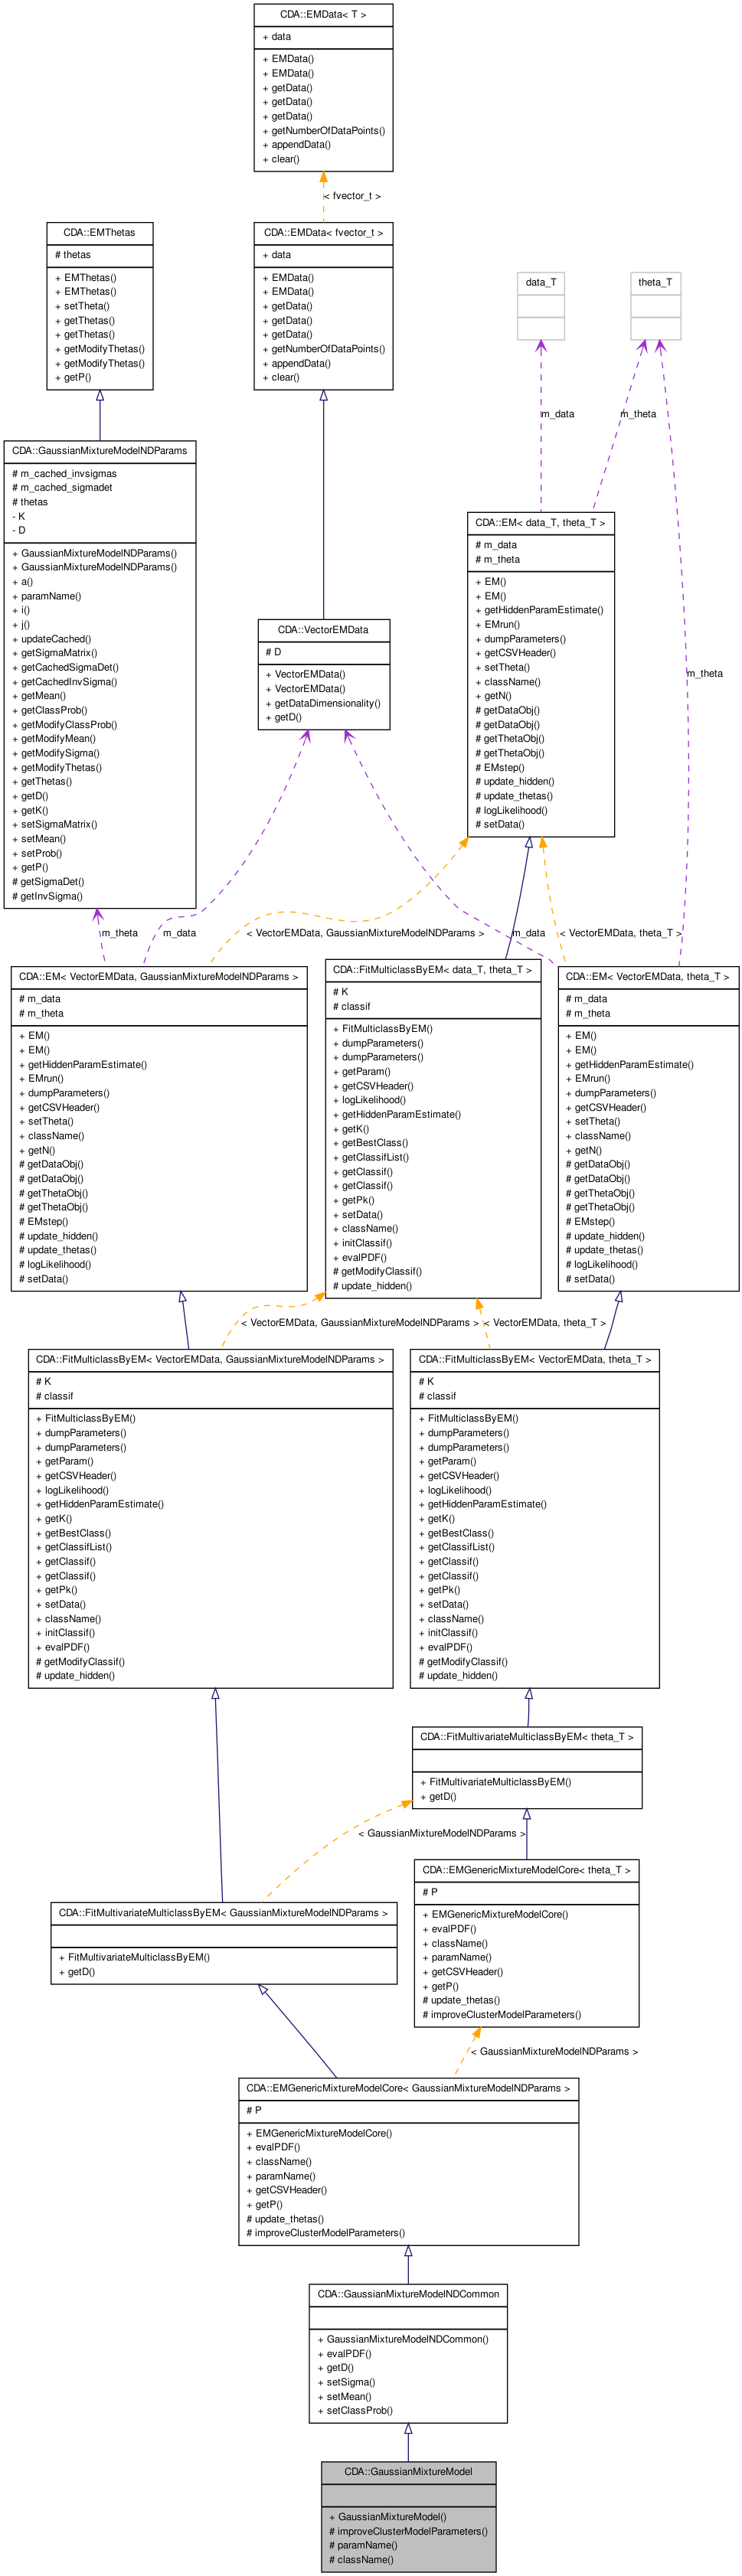 CDA::EMData< T >
+ data
+ EMData()
+ EMData()
+ getData()
+ getData()
+ getData()
+ getNumberOfDataPoints()
+ appendData()
+ clear()
< fvector_t >
CDA::EMThetas
# thetas
+ EMThetas()
+ EMThetas()
+ setTheta()
+ getThetas()
+ getThetas()
+ getModifyThetas()
+ getModifyThetas()
+ getP()
CDA::EMData< fvector_t >
+ data
+ EMData()
+ EMData()
+ getData()
+ getData()
+ getData()
+ getNumberOfDataPoints()
+ appendData()
+ clear()
data_T
theta_T
m_data
m_theta
CDA::GaussianMixtureModelNDParams
# m_cached_invsigmas
# m_cached_sigmadet
# thetas
- K
- D
+ GaussianMixtureModelNDParams()
+ GaussianMixtureModelNDParams()
+ a()
+ paramName()
+ i()
+ j()
+ updateCached()
+ getSigmaMatrix()
+ getCachedSigmaDet()
+ getCachedInvSigma()
+ getMean()
+ getClassProb()
+ getModifyClassProb()
+ getModifyMean()
+ getModifySigma()
+ getModifyThetas()
+ getThetas()
+ getD()
+ getK()
+ setSigmaMatrix()
+ setMean()
+ setProb()
+ getP()
# getSigmaDet()
# getInvSigma()
CDA::VectorEMData
# D
+ VectorEMData()
+ VectorEMData()
+ getDataDimensionality()
+ getD()
CDA::EM< data_T, theta_T >
# m_data
# m_theta
+ EM()
+ EM()
+ getHiddenParamEstimate()
+ EMrun()
+ dumpParameters()
+ getCSVHeader()
+ setTheta()
+ className()
+ getN()
# getDataObj()
# getDataObj()
# getThetaObj()
# getThetaObj()
# EMstep()
# update_hidden()
# update_thetas()
# logLikelihood()
# setData()
m_theta
m_theta
m_data
< VectorEMData, GaussianMixtureModelNDParams >
m_data
< VectorEMData, theta_T >
CDA::EM< VectorEMData, GaussianMixtureModelNDParams >
# m_data
# m_theta
+ EM()
+ EM()
+ getHiddenParamEstimate()
+ EMrun()
+ dumpParameters()
+ getCSVHeader()
+ setTheta()
+ className()
+ getN()
# getDataObj()
# getDataObj()
# getThetaObj()
# getThetaObj()
# EMstep()
# update_hidden()
# update_thetas()
# logLikelihood()
# setData()
CDA::FitMulticlassByEM< data_T, theta_T >
# K
# classif
+ FitMulticlassByEM()
+ dumpParameters()
+ dumpParameters()
+ getParam()
+ getCSVHeader()
+ logLikelihood()
+ getHiddenParamEstimate()
+ getK()
+ getBestClass()
+ getClassifList()
+ getClassif()
+ getClassif()
+ getPk()
+ setData()
+ className()
+ initClassif()
+ evalPDF()
# getModifyClassif()
# update_hidden()
CDA::EM< VectorEMData, theta_T >
# m_data
# m_theta
+ EM()
+ EM()
+ getHiddenParamEstimate()
+ EMrun()
+ dumpParameters()
+ getCSVHeader()
+ setTheta()
+ className()
+ getN()
# getDataObj()
# getDataObj()
# getThetaObj()
# getThetaObj()
# EMstep()
# update_hidden()
# update_thetas()
# logLikelihood()
# setData()
< VectorEMData, GaussianMixtureModelNDParams >
< VectorEMData, theta_T >
CDA::FitMulticlassByEM< VectorEMData, GaussianMixtureModelNDParams >
# K
# classif
+ FitMulticlassByEM()
+ dumpParameters()
+ dumpParameters()
+ getParam()
+ getCSVHeader()
+ logLikelihood()
+ getHiddenParamEstimate()
+ getK()
+ getBestClass()
+ getClassifList()
+ getClassif()
+ getClassif()
+ getPk()
+ setData()
+ className()
+ initClassif()
+ evalPDF()
# getModifyClassif()
# update_hidden()
CDA::FitMulticlassByEM< VectorEMData, theta_T >
# K
# classif
+ FitMulticlassByEM()
+ dumpParameters()
+ dumpParameters()
+ getParam()
+ getCSVHeader()
+ logLikelihood()
+ getHiddenParamEstimate()
+ getK()
+ getBestClass()
+ getClassifList()
+ getClassif()
+ getClassif()
+ getPk()
+ setData()
+ className()
+ initClassif()
+ evalPDF()
# getModifyClassif()
# update_hidden()
CDA::FitMultivariateMulticlassByEM< theta_T >
+ FitMultivariateMulticlassByEM()
+ getD()
< GaussianMixtureModelNDParams >
CDA::EMGenericMixtureModelCore< theta_T >
# P
+ EMGenericMixtureModelCore()
+ evalPDF()
+ className()
+ paramName()
+ getCSVHeader()
+ getP()
# update_thetas()
# improveClusterModelParameters()
CDA::FitMultivariateMulticlassByEM< GaussianMixtureModelNDParams >
+ FitMultivariateMulticlassByEM()
+ getD()
< GaussianMixtureModelNDParams >
CDA::EMGenericMixtureModelCore< GaussianMixtureModelNDParams >
# P
+ EMGenericMixtureModelCore()
+ evalPDF()
+ className()
+ paramName()
+ getCSVHeader()
+ getP()
# update_thetas()
# improveClusterModelParameters()
CDA::GaussianMixtureModelNDCommon
+ GaussianMixtureModelNDCommon()
+ evalPDF()
+ getD()
+ setSigma()
+ setMean()
+ setClassProb()
CDA::GaussianMixtureModel
+ GaussianMixtureModel()
# improveClusterModelParameters()
# paramName()
# className()